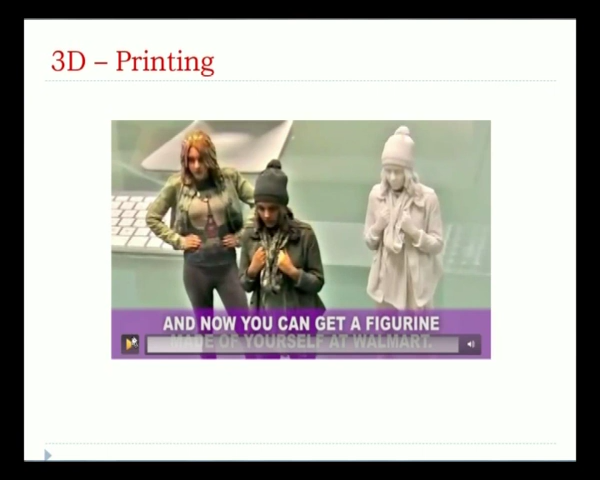 3D – Printing
AND NOW YOU CAN GET A FIGURINE
MADE OF YOURSELF AT WALMART.